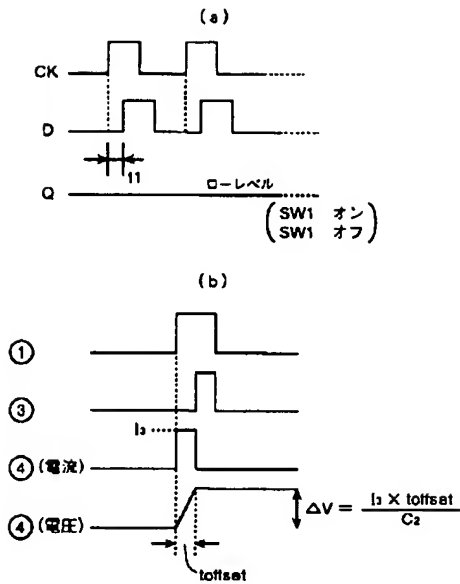 (a)
CK
D
t1
Q ローレベル
(SW1 オン
SW1 オフ)
(b)
①
③
I₃
④(電流)
④(電圧)
ΔV = I₃ × toffset / C₂
toffset